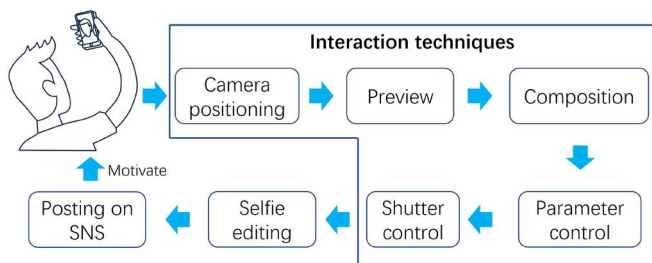 Interaction techniques
Camera
positioning
Preview
Composition
Motivate
Posting on
SNS
Selfie
editing
Shutter
control
Parameter
control